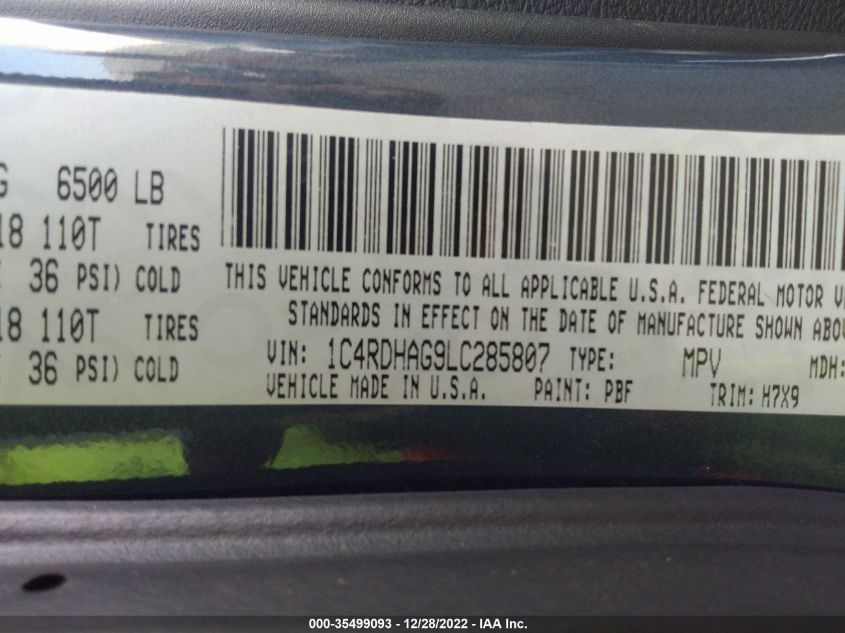 G 6500 LB
18 110T TIRES
36 PSI) COLD
18 110T TIRES
36 PSI) COLD
THIS VEHICLE CONFORMS TO ALL APPLICABLE U.S.A. FEDERAL MOTOR V
STANDARDS IN EFFECT ON THE DATE OF MANUFACTURE SHOWN ABO
VIN: 1C4RDHAG9LC285807 TYPE: MPV MDH:
VEHICLE MADE IN U.S.A. PAINT: PBF TRIM: H7X9
000-35499093 - 12/28/2022 - IAA Inc.